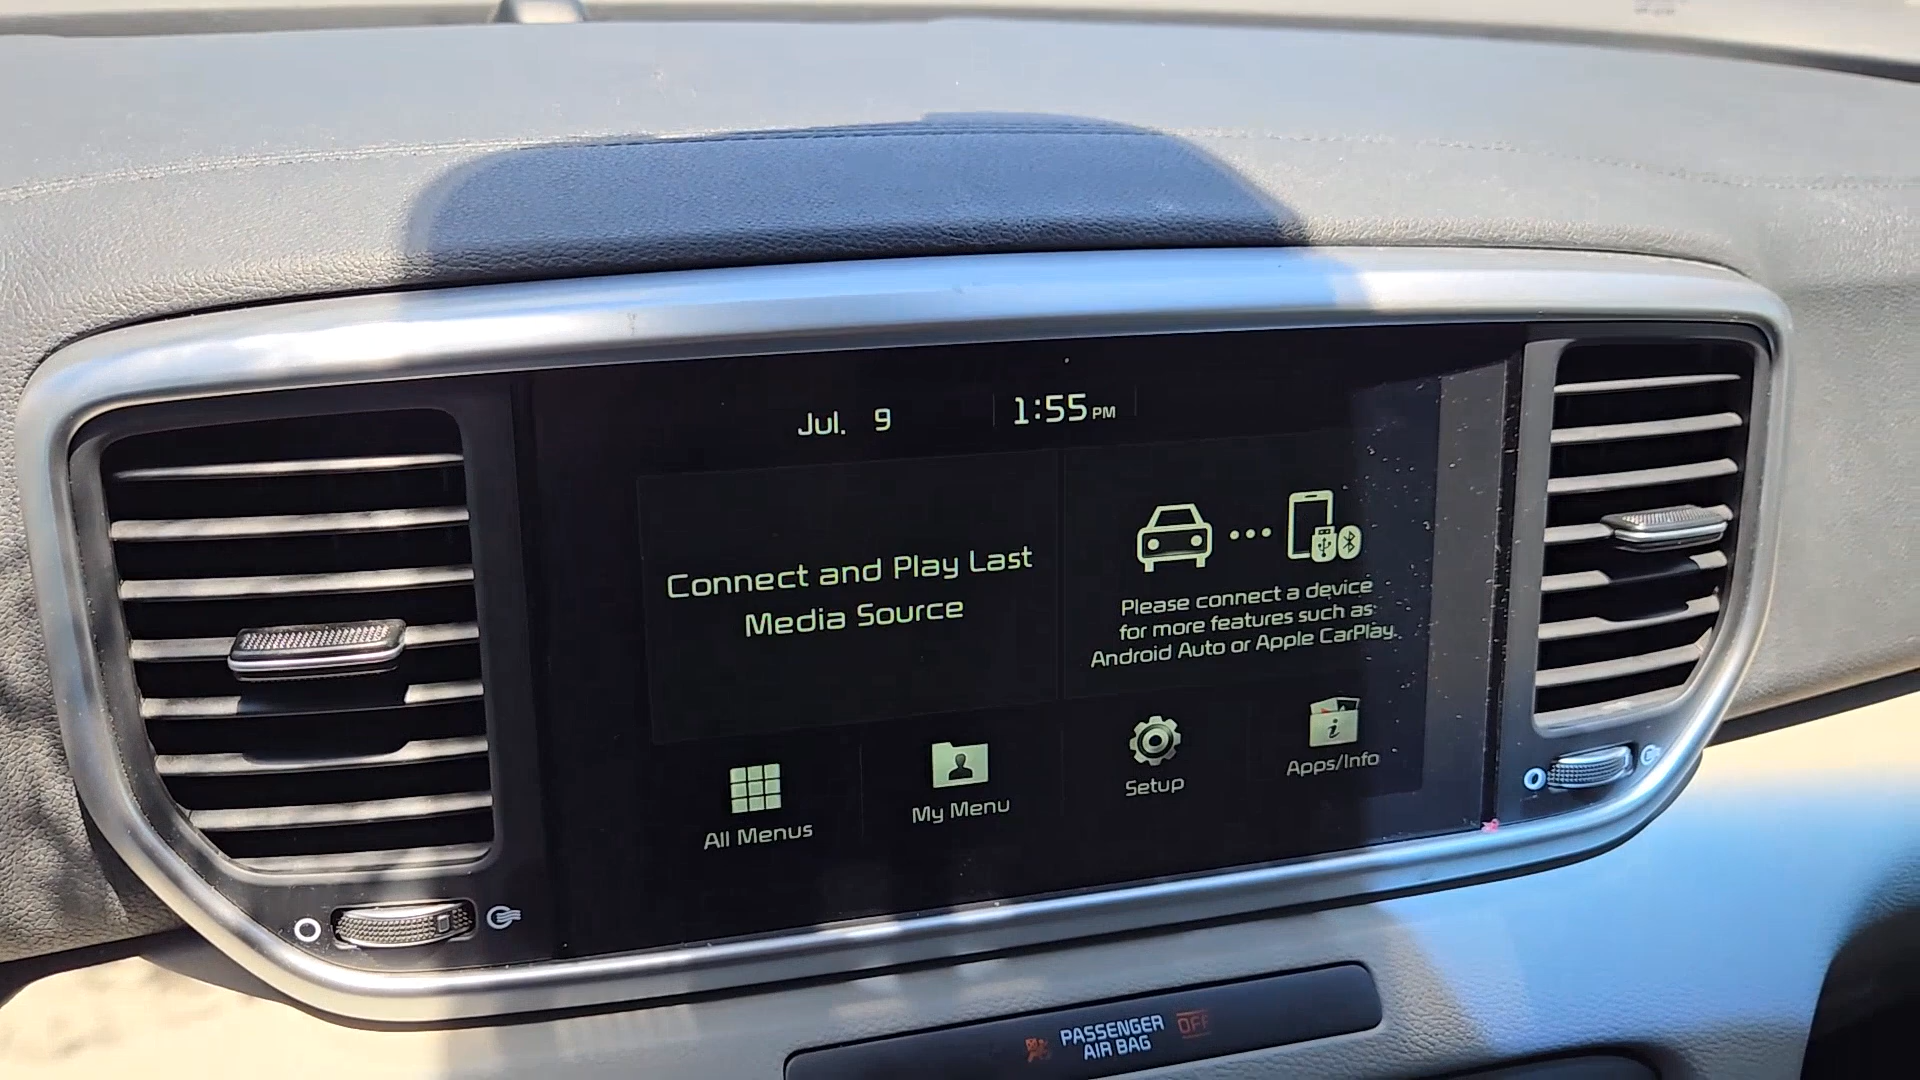 Jul. 9
1:55 PM
Connect and Play Last
Media Source
Please connect a device
for more features such as
Android Auto or Apple CarPlay.
All Menus
My Menu
Setup
Apps/Info
PASSENGER
AIR BAG
OFF